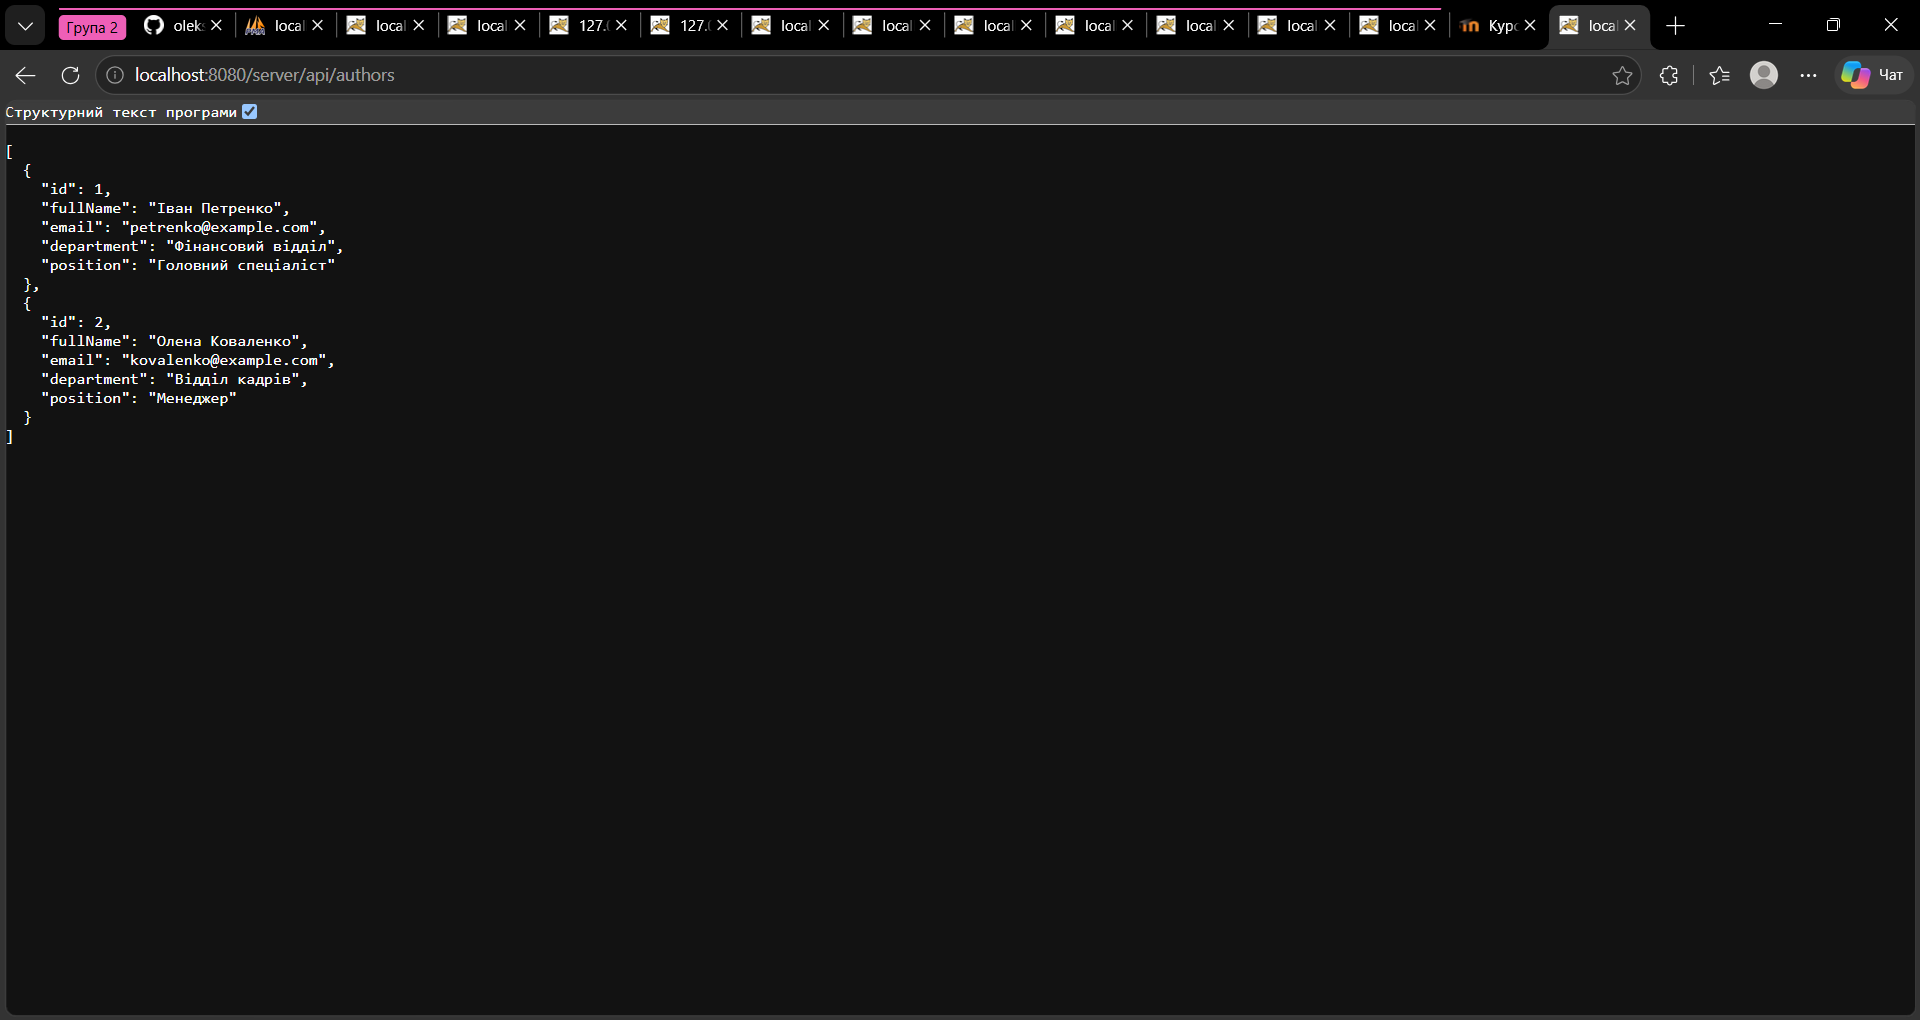 Група 2
olek
local
local
local
127.
127.
local
local
local
local
local
local
local
Курс
local
localhost:8080/server/api/authors
Чат
Структурний текст програми
[
{
"id": 1,
"fullName": "Іван Петренко",
"email": "petrenko@example.com",
"department": "Фінансовий відділ",
"position": "Головний спеціаліст"
},
{
"id": 2,
"fullName": "Олена Коваленко",
"email": "kovalenko@example.com",
"department": "Відділ кадрів",
"position": "Менеджер"
}
]